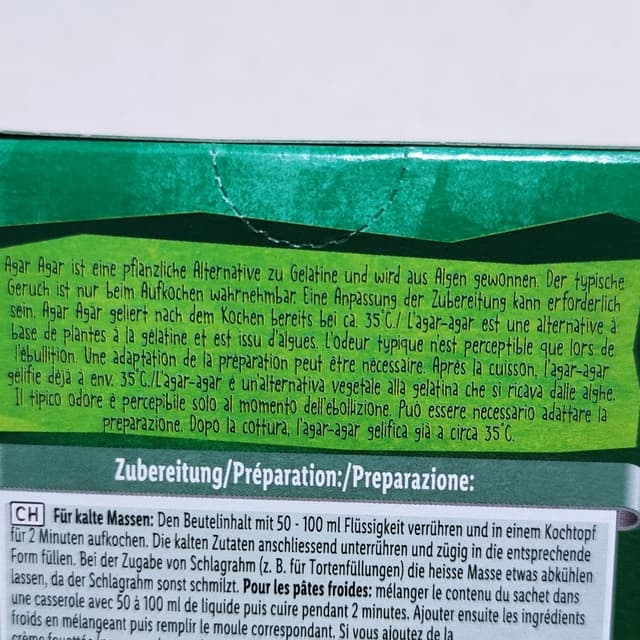 Agar Agar ist eine pflanzliche Alternative zu Gelatine und wird aus Algen gewonnen. Der typische
Geruch ist nur beim Aufkochen wahrnehmbar. Eine Anpassung der Zubereitung kann erforderlich
sein. Agar Agar geliert nach dem Kochen bereits bei ca. 35°C./ L'agar-agar est une alternative à
base de plantes à la gélatine et est issu d'algues. L'odeur typique n'est perceptible que lors de
l'ébullition. Une adaptation de la préparation peut être nécessaire. Après la cuisson, l'agar-agar
gélifie déjà à env. 35°C./L'agar-agar é un'alternativa vegetale alla gelatina che si ricava dalle alghe.
Il tipico odore é percepibile solo al momento dell'ebollizione. Può essere necessario adattare la
preparazione. Dopo la cottura, l'agar-agar gelifica già a circa 35°C.
Zubereitung/Préparation:/Preparazione:
CH Für kalte Massen: Den Beutelinhalt mit 50 - 100 ml Flüssigkeit verrühren und in einem Kochtopf
für 2 Minuten aufkochen. Die kalten Zutaten anschliessend unterrühren und zügig in die entsprechende
Form füllen. Bei der Zugabe von Schlagrahm (z. B. für Tortenfüllungen) die heisse Masse etwas abkühlen
lassen, da der Schlagrahm sonst schmilzt. Pour les pâtes froides: mélanger le contenu du sachet dans
une casserole avec 50 à 100 ml de liquide puis cuire pendant 2 minutes. Ajouter ensuite les ingrédients
froids en mélangeant puis remplir le moule correspondant. Si vous ajoutez de la